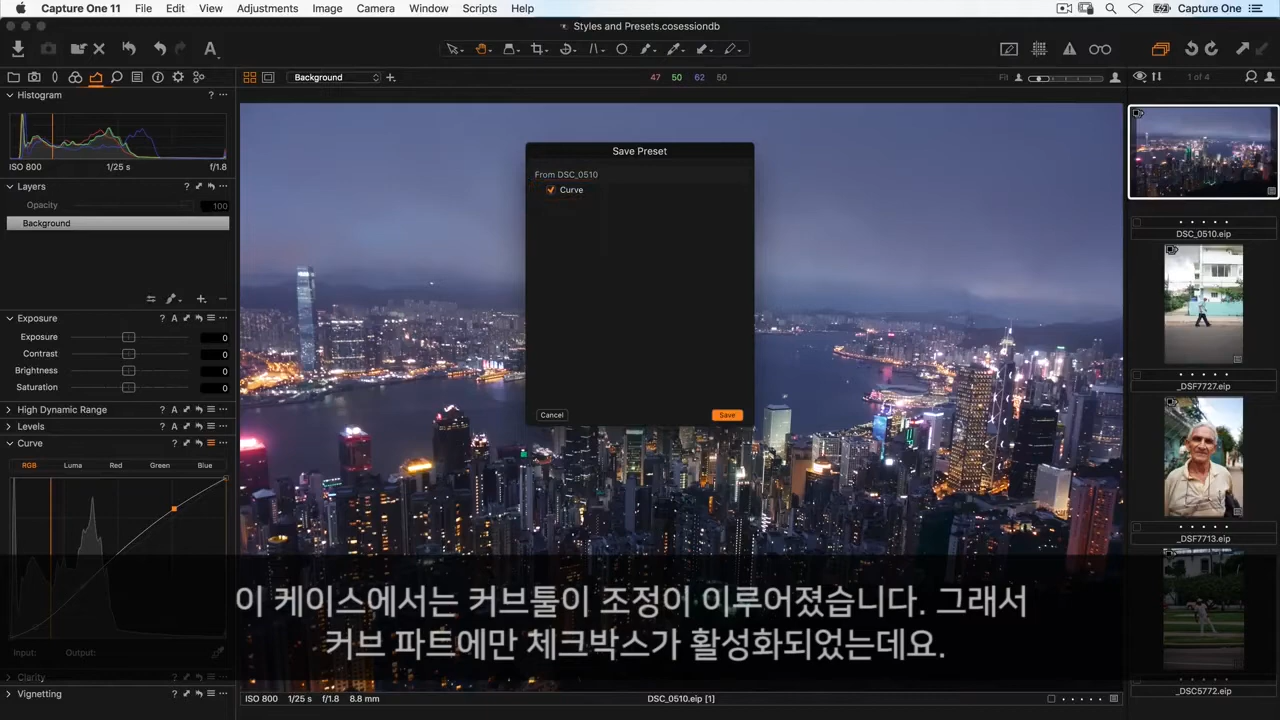 Capture One 11 File Edit View Adjustments Image Camera Window Scripts Help Capture One
Styles and Presets.cosessiondb
Background
47 50 62 50
Fit
1 of 4
Histogram
ISO 800 1/25 s f/1.8
Layers
Opacity 100
Background
Exposure
Exposure 0
Contrast 0
Brightness 0
Saturation 0
High Dynamic Range
Levels
Curve
RGB Luma Red Green Blue
Input: Output:
Clarity
Vignetting
Save Preset
From DSC_0510
Curve
Cancel Save
DSC_0510.eip
_DSF7727.eip
_DSF7713.eip
_DSC5772.eip
이 케이스에서는 커브툴이 조정이 이루어졌습니다. 그래서
커브 파트에만 체크박스가 활성화되었는데요.
ISO 800 1/25 s f/1.8 8.8 mm
DSC_0510.eip [1]